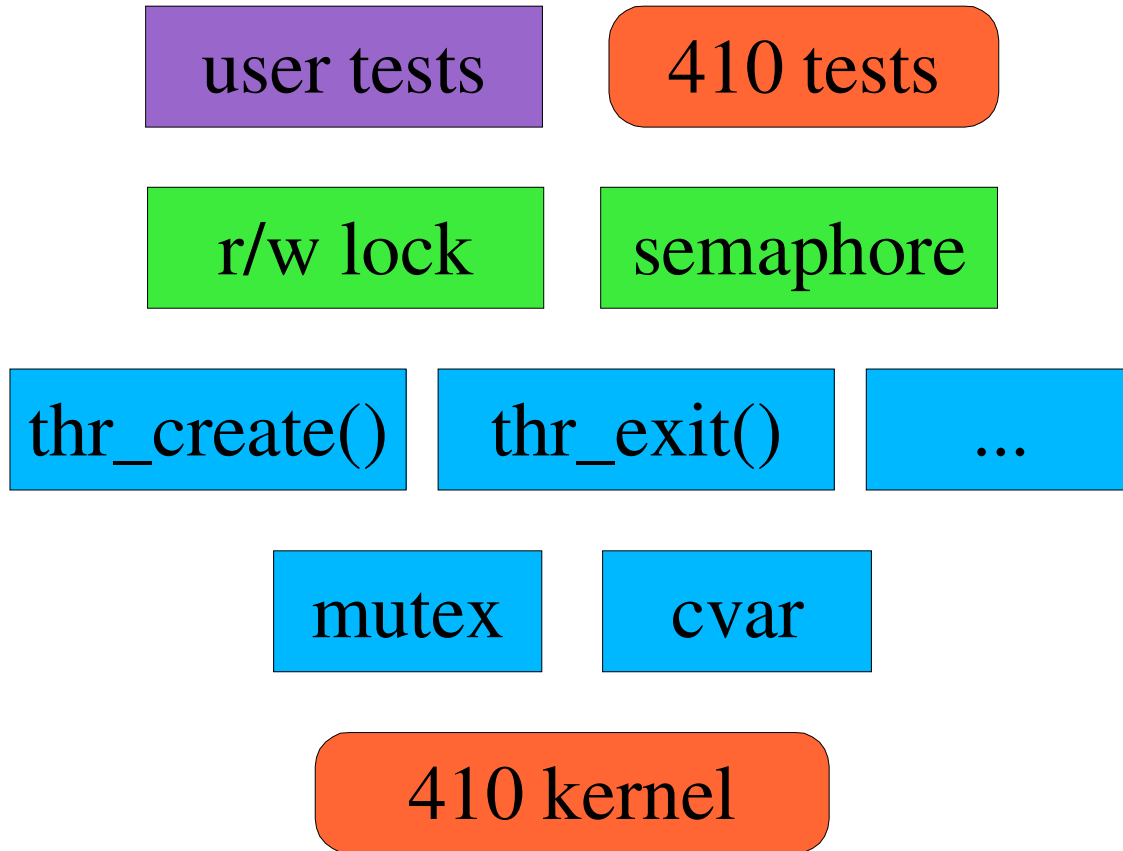 user tests
410 tests
r/w lock
semaphore
thr_create()
thr_exit()
...
mutex
cvar
410 kernel